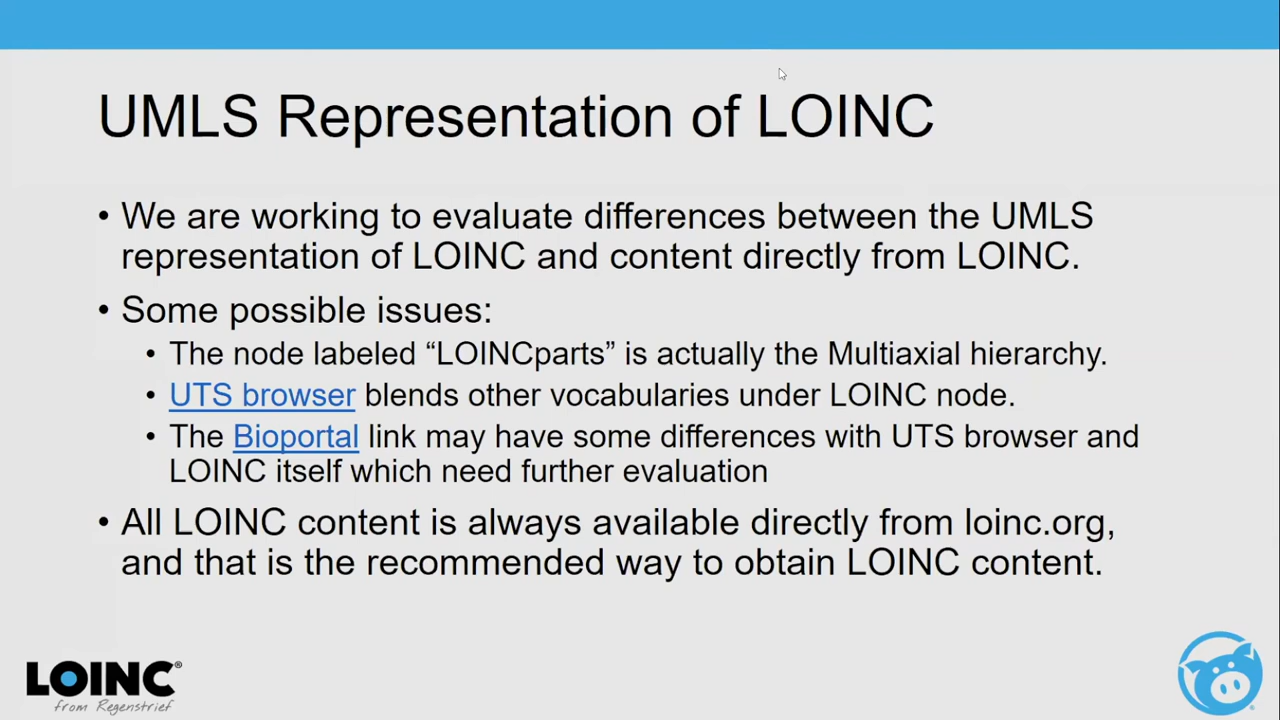 UMLS Representation of LOINC
• We are working to evaluate differences between the UMLS
representation of LOINC and content directly from LOINC.
• Some possible issues:
• The node labeled “LOINCparts” is actually the Multiaxial hierarchy.
• UTS browser blends other vocabularies under LOINC node.
• The Bioportal link may have some differences with UTS browser and
LOINC itself which need further evaluation
• All LOINC content is always available directly from loinc.org,
and that is the recommended way to obtain LOINC content.
LOINC®
from Regenstrief